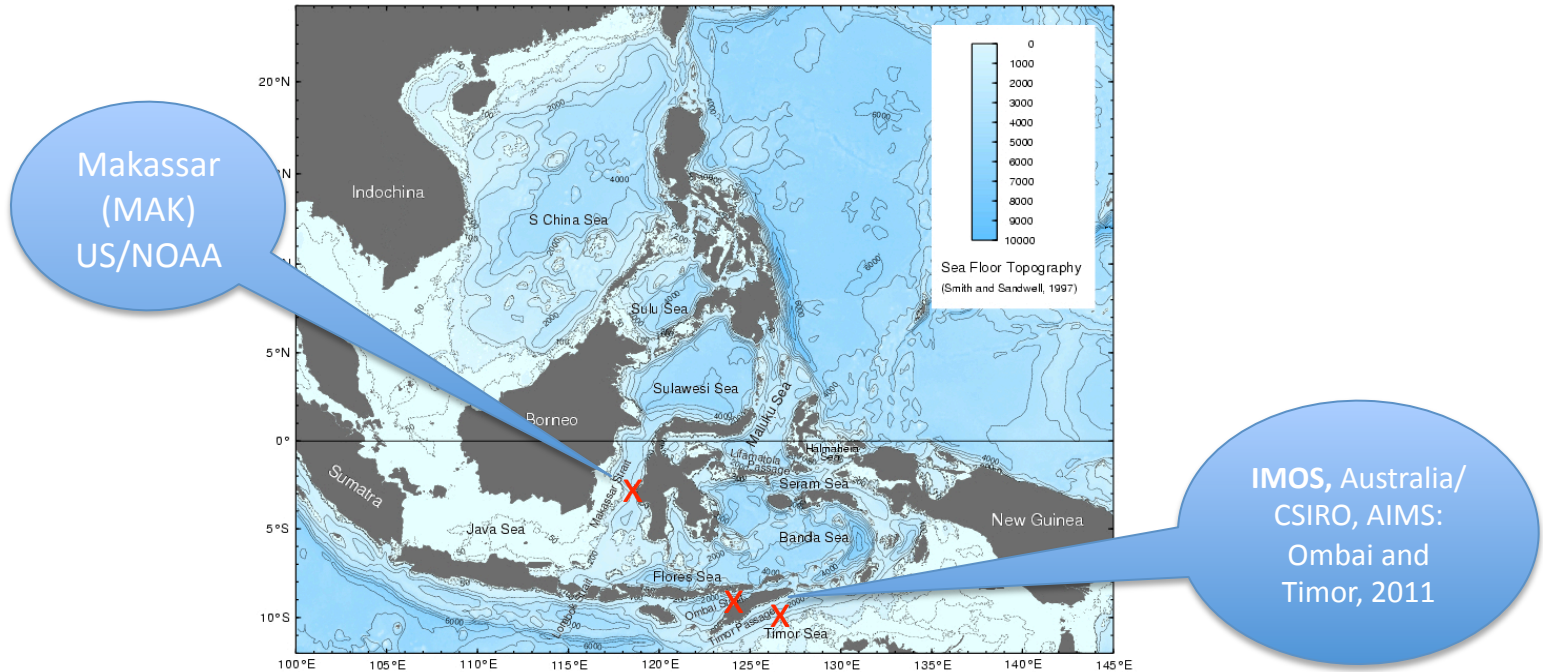 Makassar
(MAK)
US/NOAA
IMOS, Australia/
CSIRO, AIMS:
Ombai and
Timor, 2011
0
1000
2000
3000
4000
5000
6000
7000
8000
9000
10000
Sea Floor Topography
(Smith and Sandwell, 1997)
20°N
5°N
0°
5°S
10°S
Indochina
S China Sea
Sulu Sea
Sulawesi Sea
Maluku Sea
Borneo
Halmahera
Sea
Lifamatola
Passage
Sumatra
Makassar Strait
Seram Sea
Java Sea
Banda Sea
New Guinea
Flores Sea
Lombok Strait
Ombai
Timor Passage
Timor Sea
X
X
X
100°E
105°E
110°E
115°E
120°E
125°E
130°E
135°E
140°E
145°E